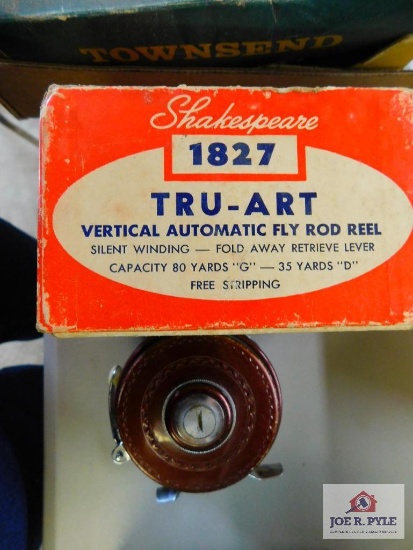 TOWNSEND
Shakespeare
1827
TRU-ART
VERTICAL AUTOMATIC FLY ROD REEL
SILENT WINDING — FOLD AWAY RETRIEVE LEVER
CAPACITY 80 YARDS "G" — 35 YARDS "D"
FREE STRIPPING
JOE R. PYLE